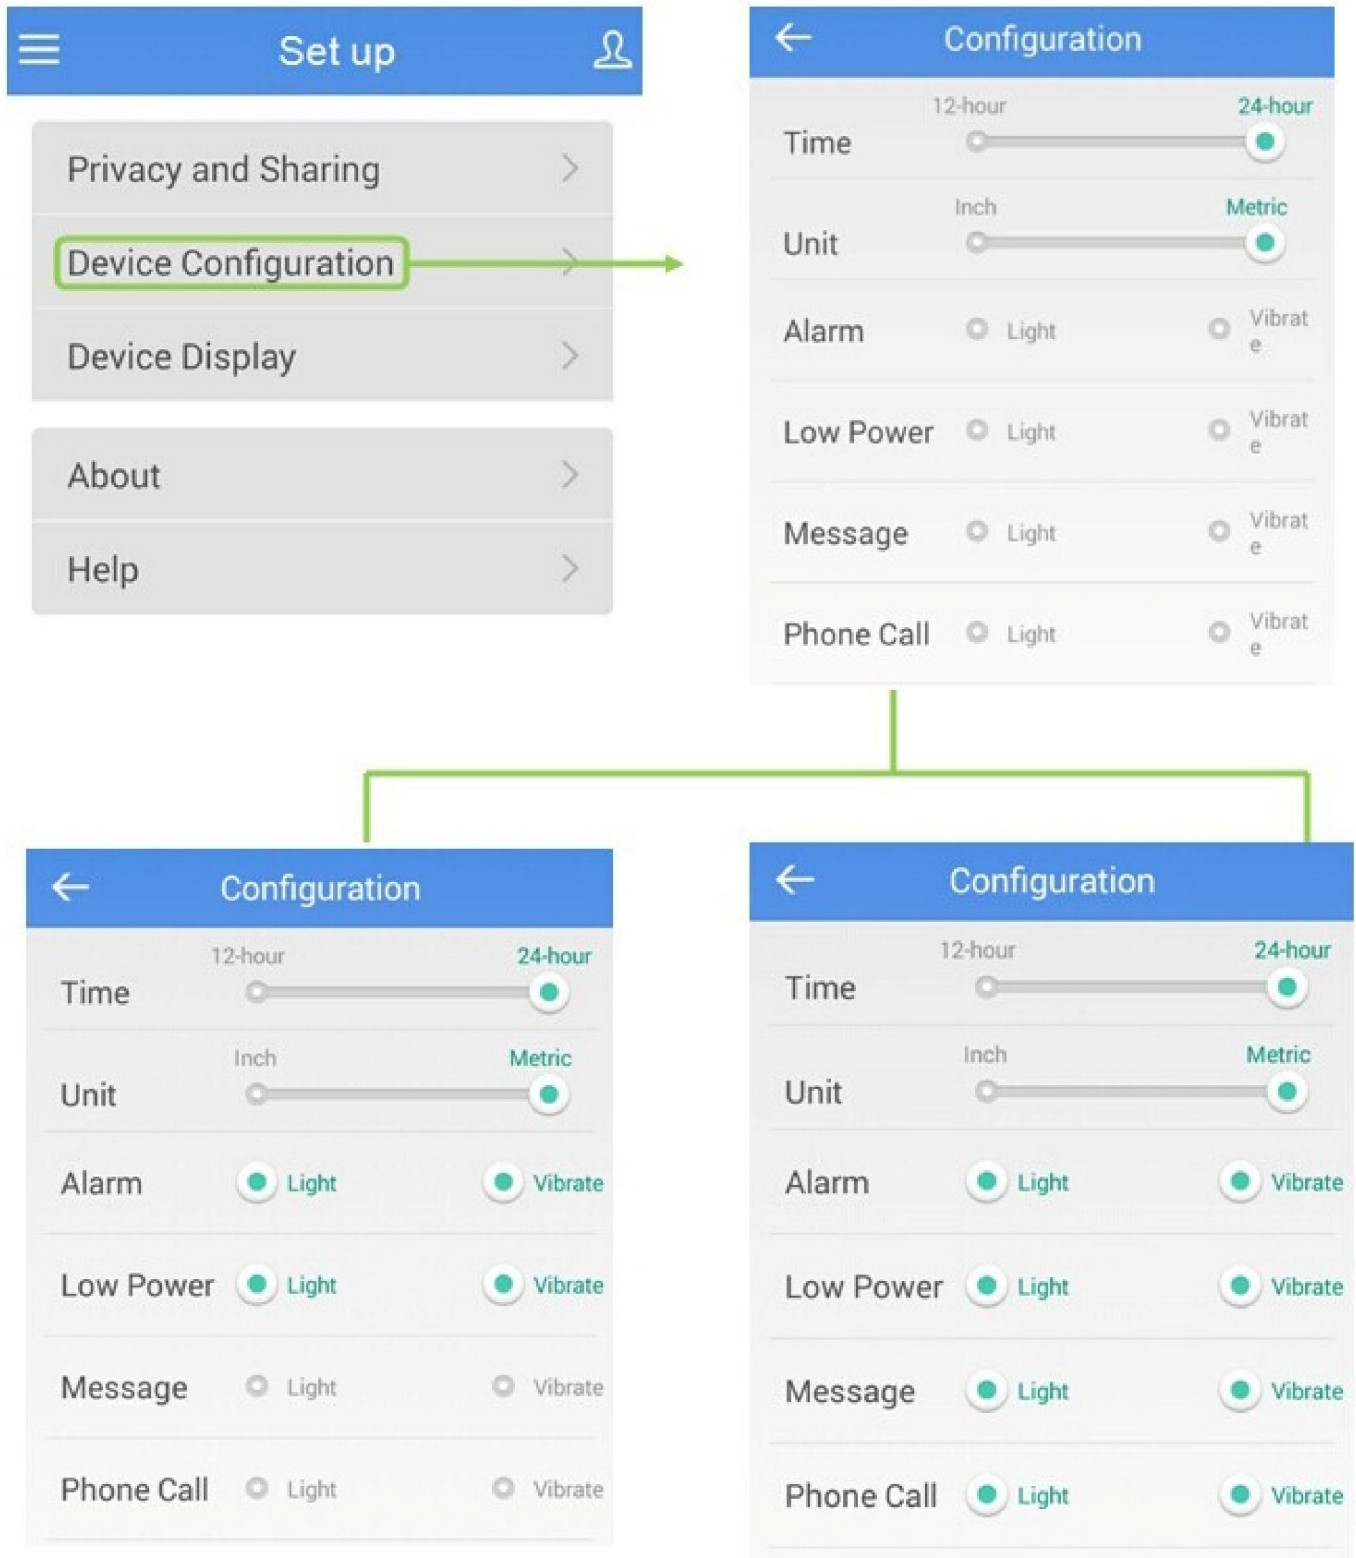 Set up
Privacy and Sharing
Device Configuration
Device Display
About
Help
Configuration
12-hour 24-hour
Time
Inch Metric
Unit
Alarm Light Vibrat
e
Low Power Light Vibrat
e
Message Light Vibrat
e
Phone Call Light Vibrat
e
Configuration
12-hour 24-hour
Time
Inch Metric
Unit
Alarm Light Vibrate
Low Power Light Vibrate
Message Light Vibrate
Phone Call Light Vibrate
Configuration
12-hour 24-hour
Time
Inch Metric
Unit
Alarm Light Vibrate
Low Power Light Vibrate
Message Light Vibrate
Phone Call Light Vibrate